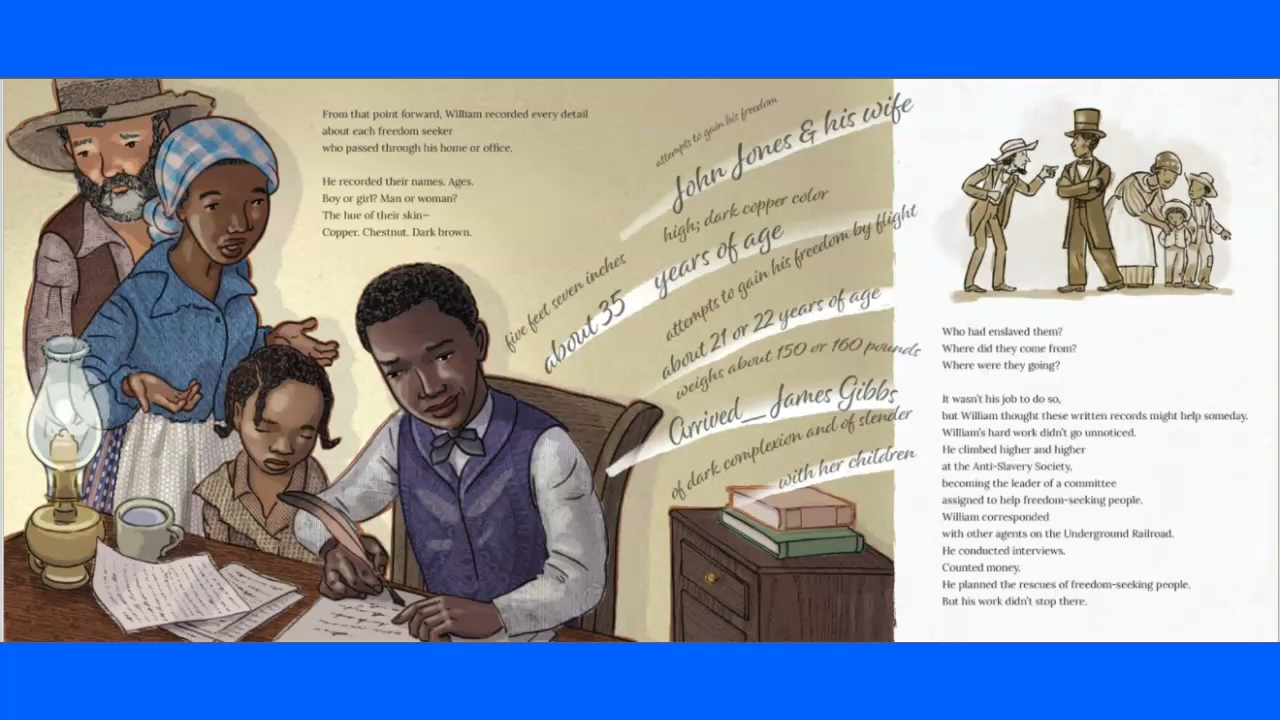 From that point forward, William recorded every detail
about each freedom seeker
who passed through his home or office.
He recorded their names. Ages.
Boy or girl? Man or woman?
The hue of their skin—
Copper. Chestnut. Dark brown.
attempts to gain his freedom
John Jones & his wife
high; dark copper color
five feet seven inches
about 35 years of age
attempts to gain his freedom by flight
about 21 or 22 years of age
weighs about 150 or 160 pounds
Arrived_ James Gibbs
of dark complexion and of slender
with her children
Who had enslaved them?
Where did they come from?
Where were they going?
It wasn't his job to do so,
but William thought these written records might help someday.
William's hard work didn't go unnoticed.
He climbed higher and higher
at the Anti-Slavery Society,
becoming the leader of a committee
assigned to help freedom-seeking people.
William corresponded
with other agents on the Underground Railroad.
He conducted interviews.
Counted money.
He planned the rescues of freedom-seeking people.
But his work didn't stop there.